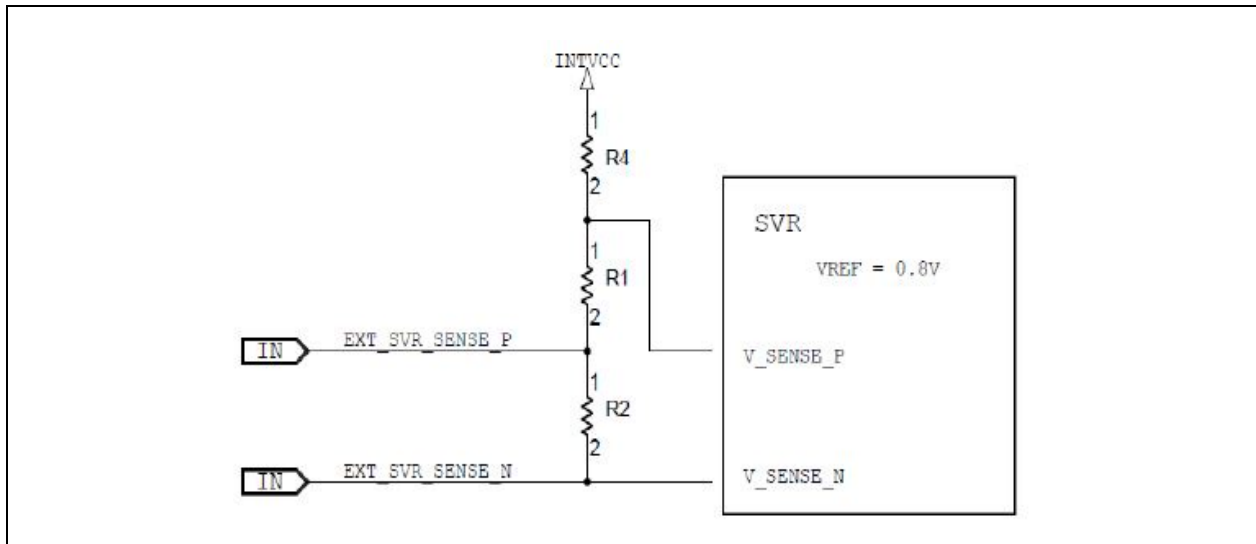 INTVCC
1
R4
2
SVR
1
VREF = 0.8V
R1
2
IN EXT_SVR_SENSE_P
V_SENSE_P
1
R2
2
IN EXT_SVR_SENSE_N
V_SENSE_N